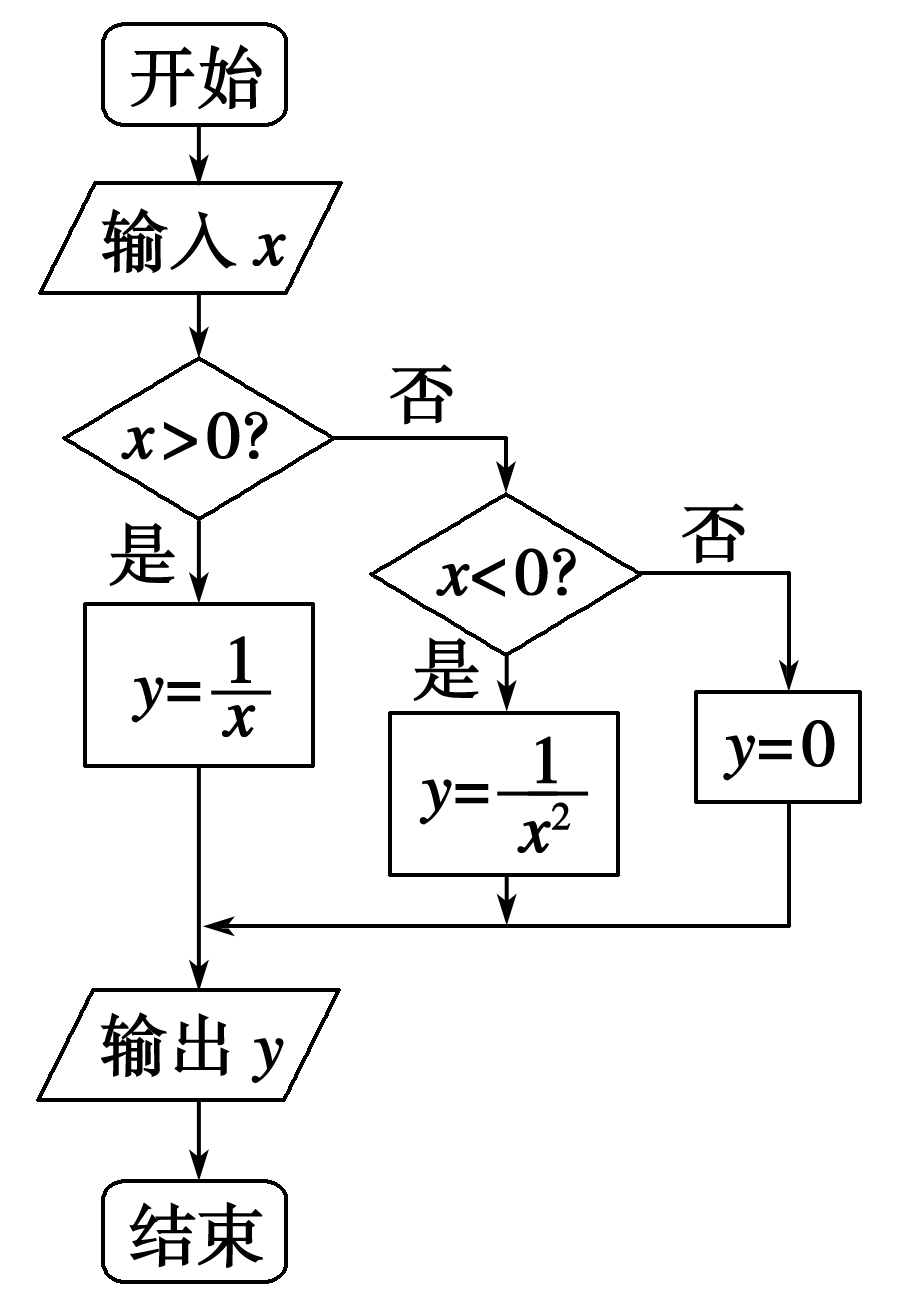 开始
输入 x
x>0?
否
是
x<0?
否
是
y=1/x
y=1/x²
y=0
输出 y
结束